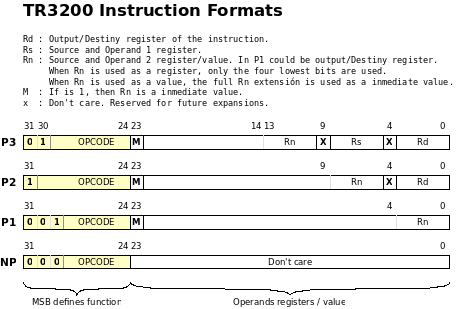 TR3200 Instruction Formats
Rd : Output/Destiny register of the instruction.
Rs : Source and Operand 1 register.
Rn : Source and Operand 2 register/value. In P1 could be output/Destiny register.
When Rn is used as a register, only the four lowest bits are used.
When Rn is used as a value, the full Rn extensión is used as a inmediate value.
M : If is 1, then Rn is a inmediate value.
x : Don't care. Reserved for future expansions.
31 30 24 23 14 13 9 4 0
P3 0 1 OPCODE M Rn X Rs X Rd
31 24 23 9 4 0
P2 1 OPCODE M Rn X Rd
31 24 23 4 0
P1 0 0 1 OPCODE M Rn
31 24 23 0
NP 0 0 0 OPCODE Don't care
MSB defines function Operands registers / value